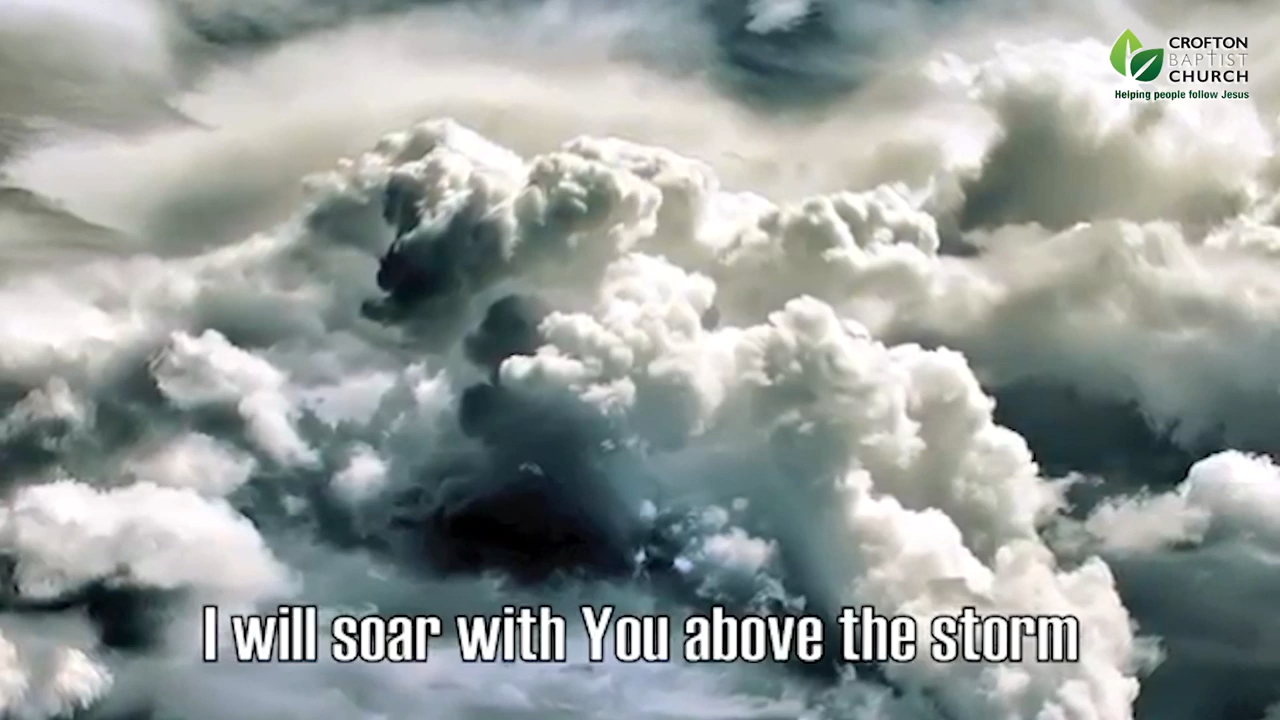 CROFTON
BAPTIST
CHURCH
Helping people follow Jesus
I will soar with You above the storm